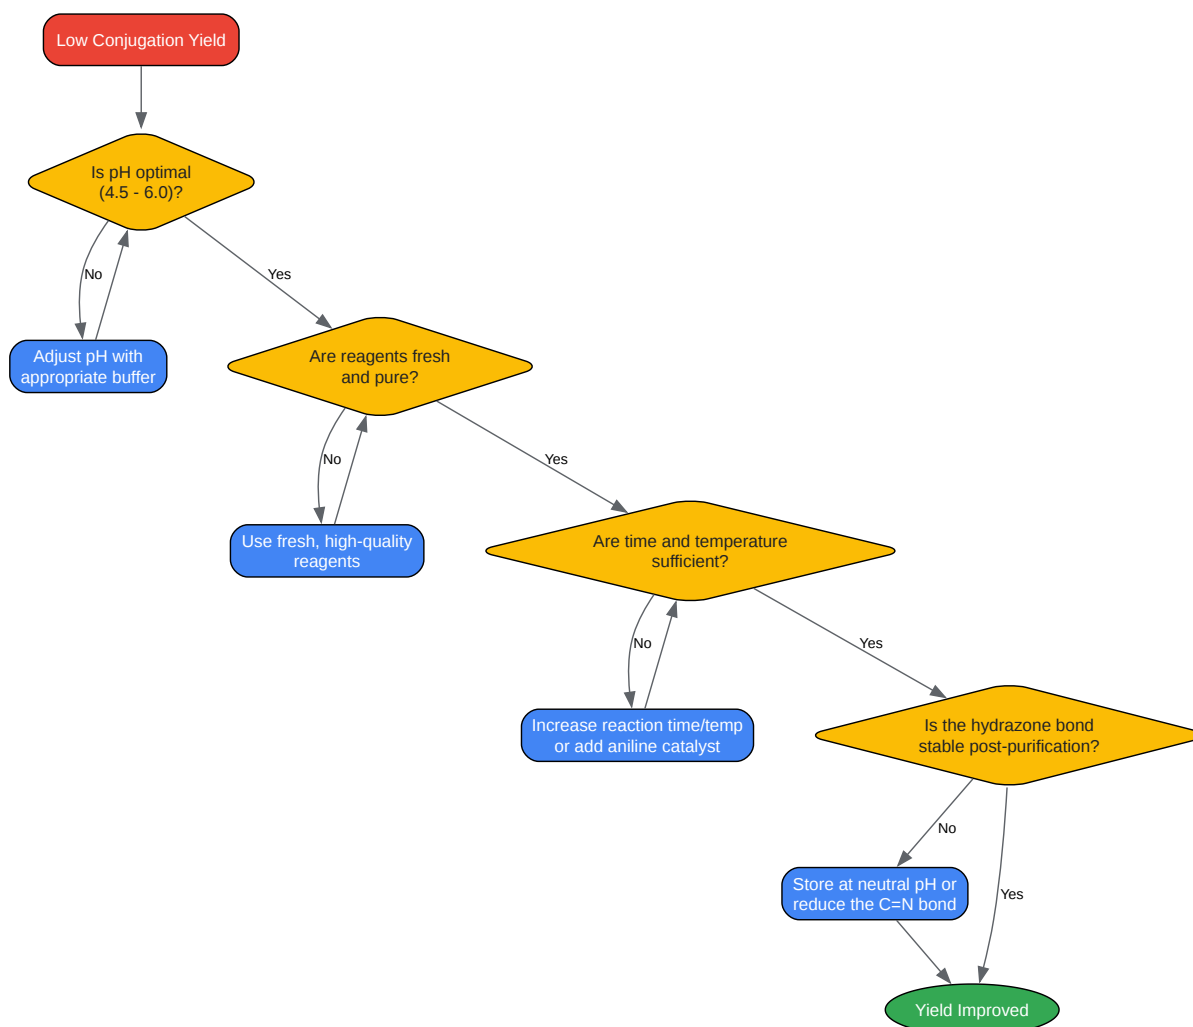 Low Conjugation Yield
Is pH optimal
(4.5 - 6.0)?
No
Yes
Adjust pH with
appropriate buffer
Are reagents fresh
and pure?
No
Yes
Use fresh, high-quality
reagents
Are time and temperature
sufficient?
No
Yes
Increase reaction time/temp
or add aniline catalyst
Is the hydrazone bond
stable post-purification?
No
Yes
Store at neutral pH or
reduce the C=N bond
Yield Improved